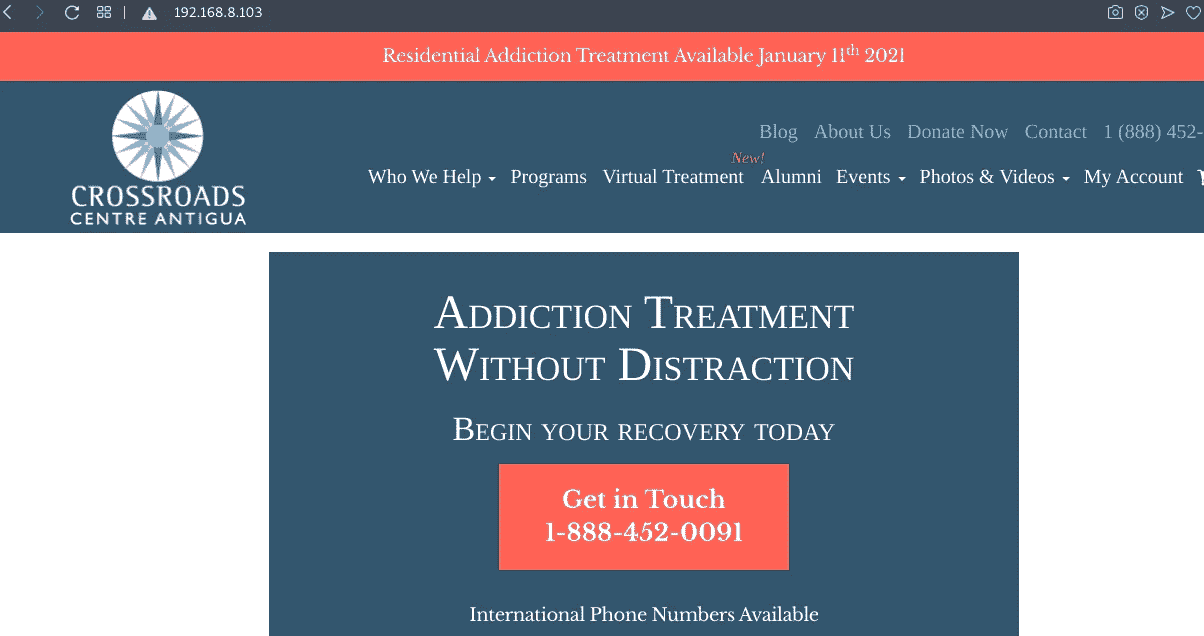 192.168.8.103
Residential Addiction Treatment Available January 11th 2021
Blog About Us Donate Now Contact 1 (888) 452-
New!
Who We Help Programs Virtual Treatment Alumni Events Photos & Videos My Account
CROSSROADS
CENTRE ANTIGUA
Addiction Treatment
Without Distraction
Begin your recovery today
Get in Touch
1-888-452-0091
International Phone Numbers Available